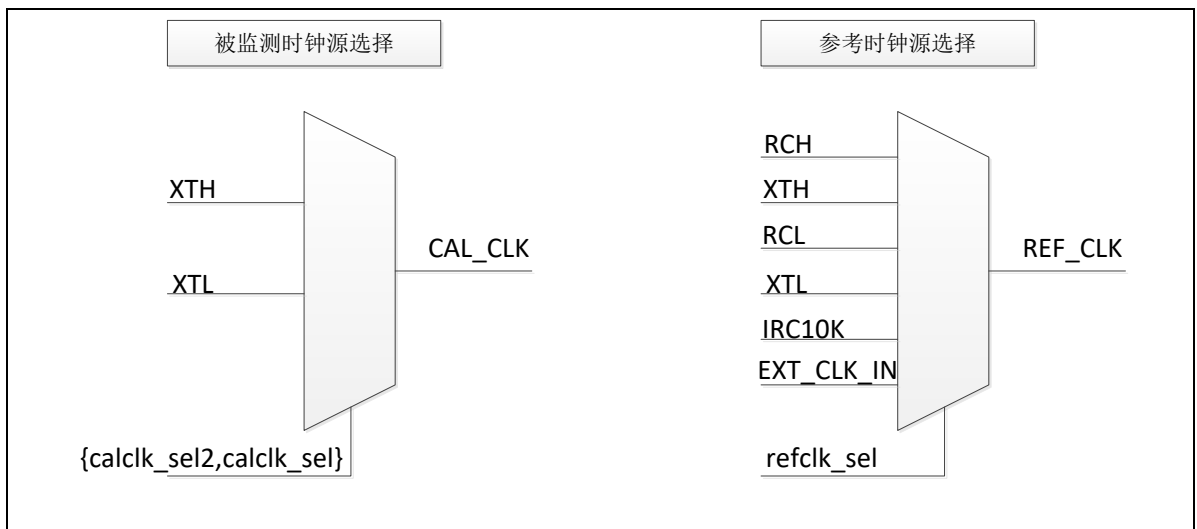 被监测时钟源选择
XTH
XTL
CAL_CLK
{calclk_sel2,calclk_sel}
参考时钟源选择
RCH
XTH
RCL
XTL
IRC10K
EXT_CLK_IN
REF_CLK
refclk_sel